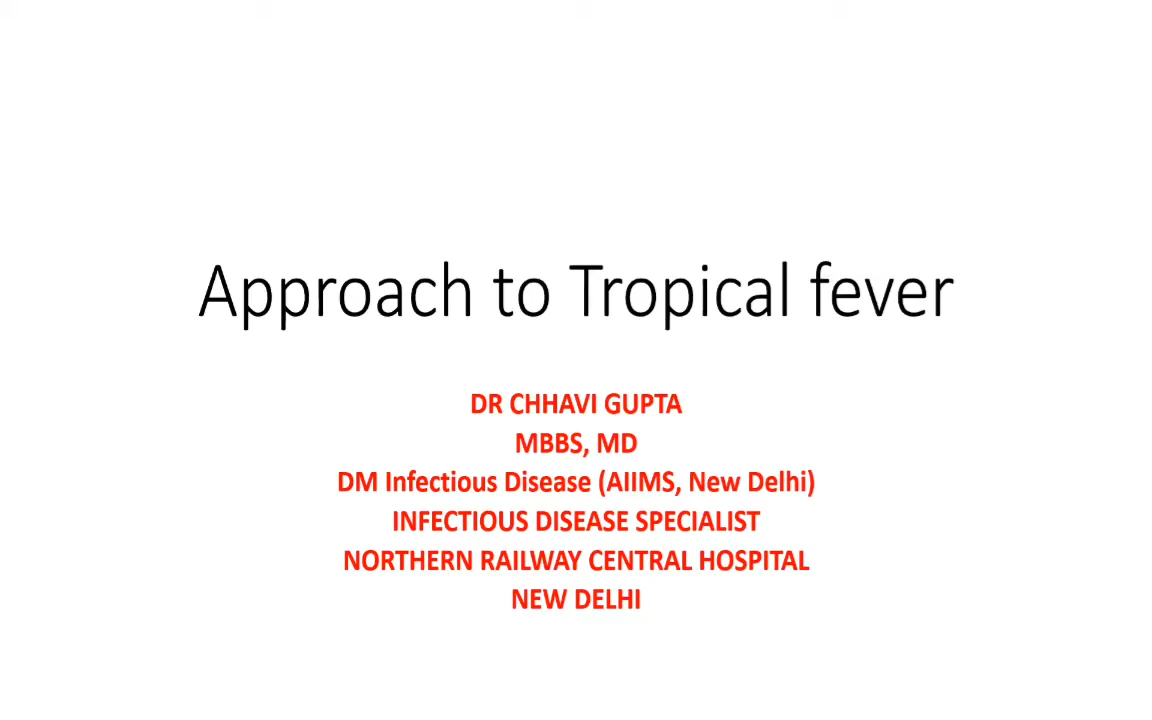 Approach to Tropical fever
DR CHHAVI GUPTA
MBBS, MD
DM Infectious Disease (AIIMS, New Delhi)
INFECTIOUS DISEASE SPECIALIST
NORTHERN RAILWAY CENTRAL HOSPITAL
NEW DELHI